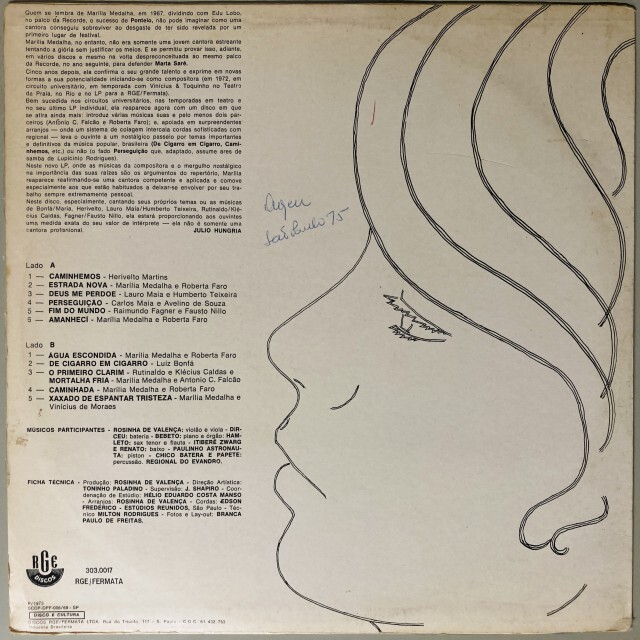 Quem se lembra de Marília Medalha, em 1967, dividindo com Edu Lobo,
no palco da Record, o sucesso de Ponteio, não pode imaginar como uma
cantora conseguiu sobreviver ao desgaste de ter sido revelada por um
primeiro lugar de festival.
Marília Medalha, no entanto, não era somente uma jovem cantora estreante
tentando a glória sem justificar os meios. E se permitiu provar isso, adiante,
em vários discos e mesmo na volta despreconceituada ao mesmo palco
da Record, no ano seguinte, para defender Marta Saré.
Cinco anos depois, ela confirma o seu grande talento e exprime em novas
formas a sua potencialidade iniciando-se como compositora (em 1972, em
circuito universitário, em temporada com Vinícius & Toquinho no Teatro
da Praia, no Rio e no LP para a RGE/Fermata).
Bem sucedida nos circuitos universitários, nas temporadas em teatro e
no seu último LP individual, ela reaparece agora com um disco em que
se atira ainda mais: introduz várias músicas suas e pelo menos dois par-
ceiros (Antônio C. Falcão e Roberta Faro); e, apoiada em surpreendentes
arranjos — onde um sistema de colagem intercala cordas sofisticadas com
regional — leva o ouvinte a um nostálgico passeio por temas importantes
e definitivos da música popular, brasileira (De Cigarro em Cigarro, Cami-
nhemos, etc.) ou não (o fado Perseguição que, adaptado, assume ares de
samba de Lupicínio Rodrigues).
Neste novo LP, onde as músicas da compositora e o mergulho nostálgico
na importância das suas raízes são os argumentos do repertório, Marília
reaparece reafirmando-se uma cantora competente e aplicada e comove
especialmente aos que estão habituados a deixar-se envolver por seu tra-
balho sempre extremamente pessoal.
Neste disco, especialmente, cantando seus próprios temas ou as músicas
de Bonfá/Maria, Herivelto, Lauro Maia/Humberto Teixeira, Rutinaldo/Klé-
cius Caldas, Fagner/Fausto Nillo, ela estará proporcionando aos ouvintes
uma medida exata do seu valor de intérprete — ela não é somente uma
cantora profissional. JULIO HUNGRIA
São Paulo 75
Lado A
1 — CAMINHEMOS - Herivelto Martins
2 — ESTRADA NOVA - Marília Medalha e Roberta Faro
3 — DEUS ME PERDOE - Lauro Maia e Humberto Teixeira
4 — PERSEGUIÇÃO - Carlos Maia e Avelino de Souza
5 — FIM DO MUNDO - Raimundo Fagner e Fausto Nillo
5 — AMANHECI - Marília Medalha e Roberta Faro
Lado B
1 — ÁGUA ESCONDIDA - Marília Medalha e Roberta Faro
2 — DE CIGARRO EM CIGARRO - Luiz Bonfá
3 — O PRIMEIRO CLARIM - Rutinaldo e Klécius Caldas e
MORTALHA FRIA - Marília Medalha e Antonio C. Falcão
4 — CAMINHADA - Marília Medalha e Roberta Faro
5 — XAXADO DE ESPANTAR TRISTEZA - Marília Medalha e
Vinícius de Moraes
MÚSICOS PARTICIPANTES - ROSINHA DE VALENÇA: violão e viola - DIR-
CEU: bateria - BEBETO: piano e órgão: HAM-
LETO: sax tenor e flauta - ITIBERÊ ZWARG
E RENATO: baixo - PAULINHO ASTRONAU-
TA: piston - CHICO BATERA E PAPETE:
percussão. REGIONAL DO EVANDRO.
FICHA TECNICA - Produção: ROSINHA DE VALENÇA - Direção Artística:
TONINHO PALADINO - Supervisão: J. SHAPIRO - Coor-
denação de Estúdio: HÉLIO EDUARDO COSTA MANSO
- Arranjos: ROSINHA DE VALENÇA - Cordas: ÉDSON
FREDERICO - ESTÚDIOS REUNIDOS, São Paulo - Téc-
nico MILTON RODRIGUES - Fotos e Lay-out: BRANCA
PAULO DE FREITAS.
RGE
DISCOS
303.0017
RGE/FERMATA
DISCO E CULTURA
DISCOS RGE/FERMATA LTDA.
Indústria Brasileira